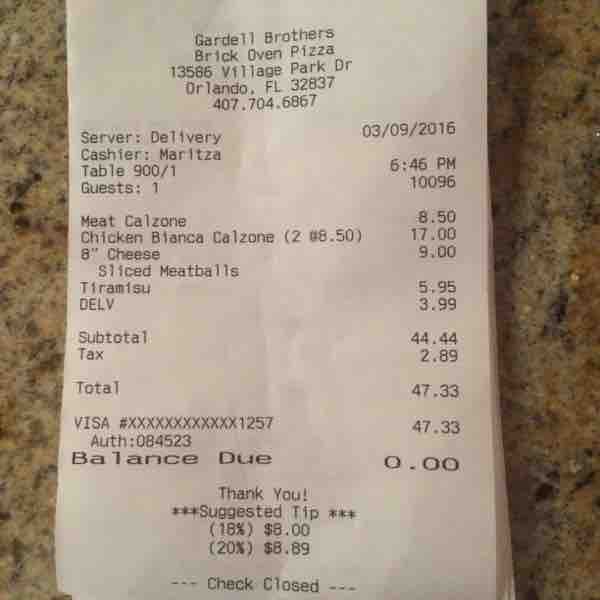 Gardell Brothers
Brick Oven Pizza
13586 Village Park Dr
Orlando, FL 32837
407.704.6867
Server: Delivery 03/09/2016
Cashier: Maritza
Table 900/1 6:46 PM
Guests: 1 10096
Meat Calzone 8.50
Chicken Bianca Calzone (2 @8.50) 17.00
8" Cheese 9.00
Sliced Meatballs
Tiramisu 5.95
DELV 3.99
Subtotal 44.44
Tax 2.89
Total 47.33
VISA #XXXXXXXXXXXX1257 47.33
Auth:084523
Balance Due 0.00
Thank You!
***Suggested Tip ***
(18%) $8.00
(20%) $8.89
--- Check Closed ---